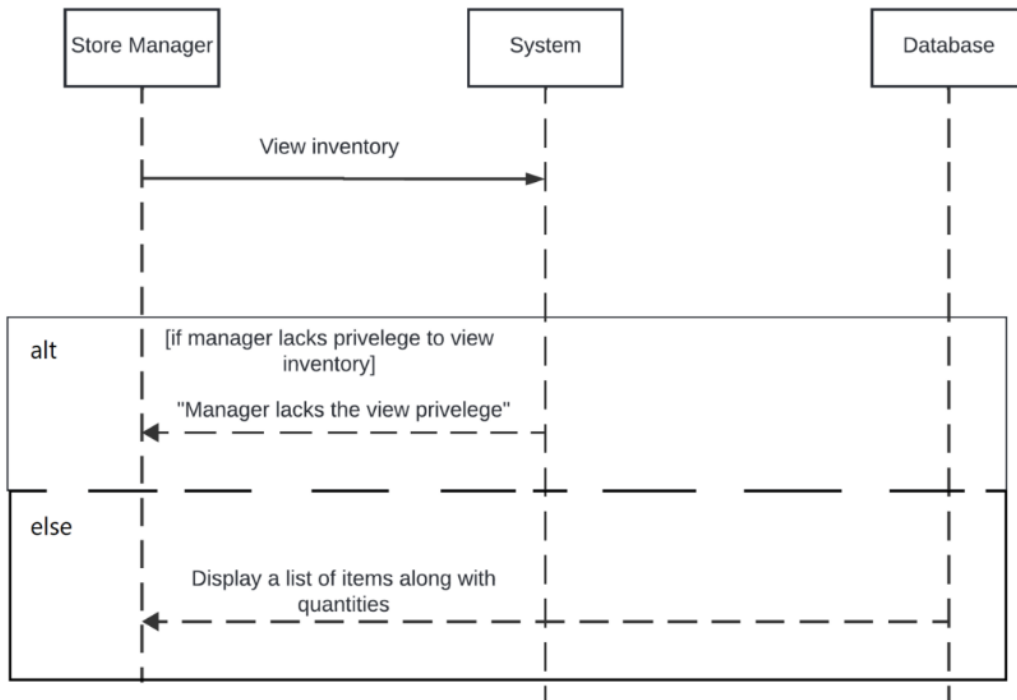 Store Manager
System
Database
View inventory
alt
[if manager lacks privelege to view
inventory]
"Manager lacks the view privelege"
else
Display a list of items along with
quantities